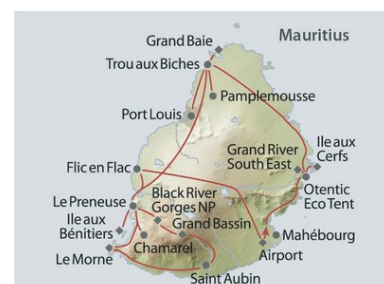 Grand Baie
Mauritius
Trou aux Biches
Pamplemousse
Port Louis
Grand River
South East
Ile aux
Cerfs
Flic en Flac
Otentic
Eco Tent
Le Preneuse
Black River
Gorges NP
Ile aux
Bénitiers
Grand Bassin
Mahébourg
Le Morne
Chamarel
Airport
Saint Aubin